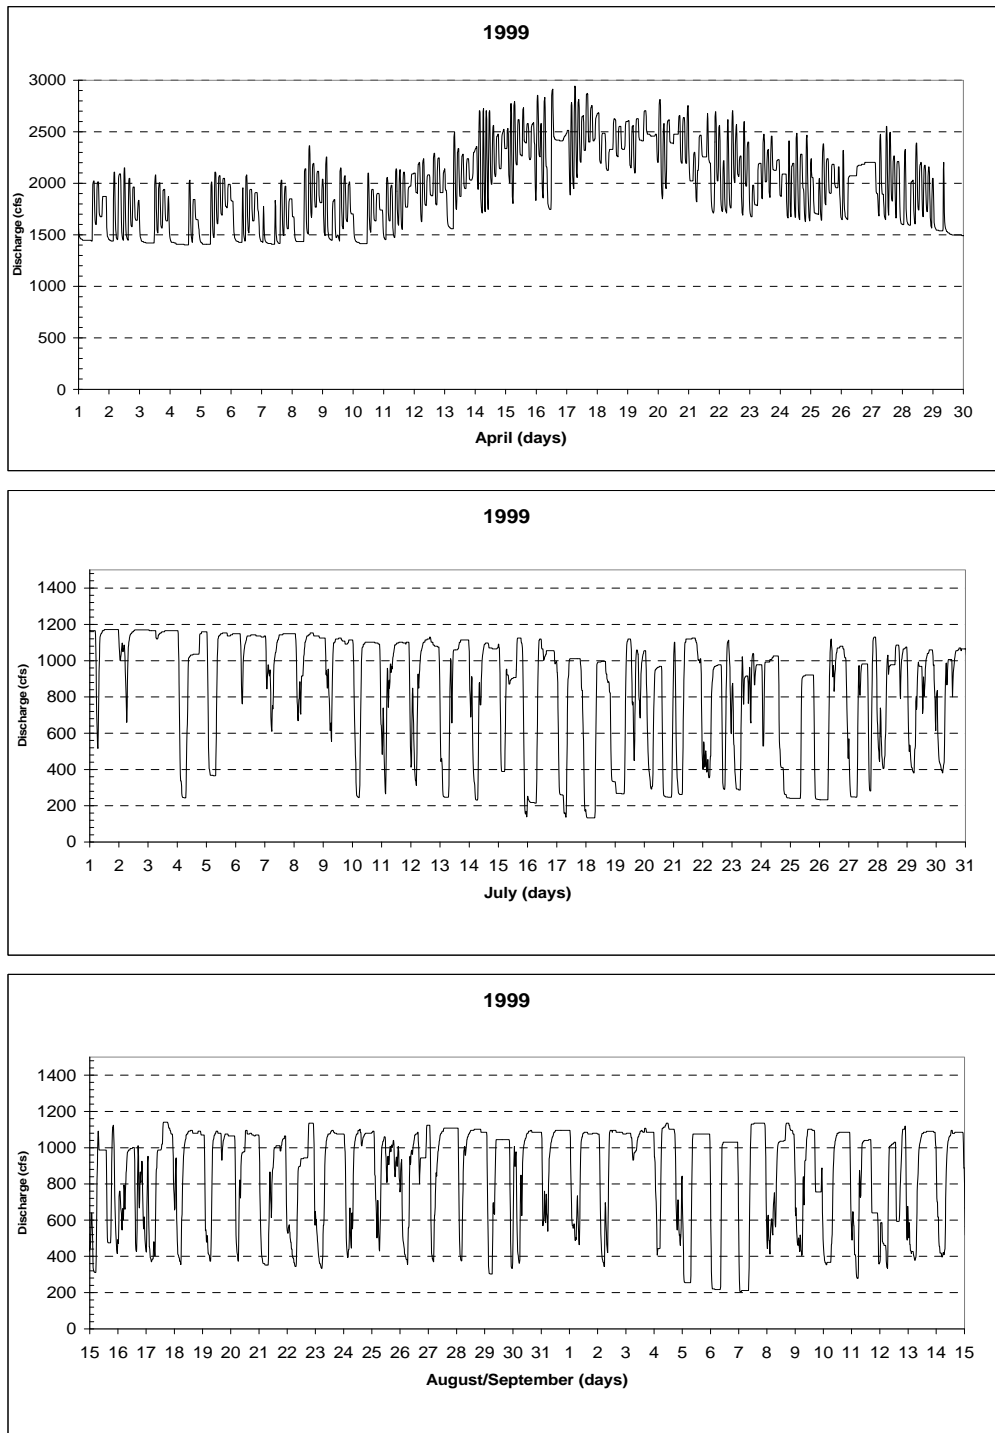 1999
3000
2500
2000
1500
1000
500
0
Discharge (cfs)
1 2 3 4 5 6 7 8 9 10 11 12 13 14 15 16 17 18 19 20 21 22 23 24 25 26 27 28 29 30
April (days)
1999
1400
1200
1000
800
600
400
200
0
Discharge (cfs)
1 2 3 4 5 6 7 8 9 10 11 12 13 14 15 16 17 18 19 20 21 22 23 24 25 26 27 28 29 30 31
July (days)
1999
1400
1200
1000
800
600
400
200
0
Discharge (cfs)
15 16 17 18 19 20 21 22 23 24 25 26 27 28 29 30 31 1 2 3 4 5 6 7 8 9 10 11 12 13 14 15
August/September (days)